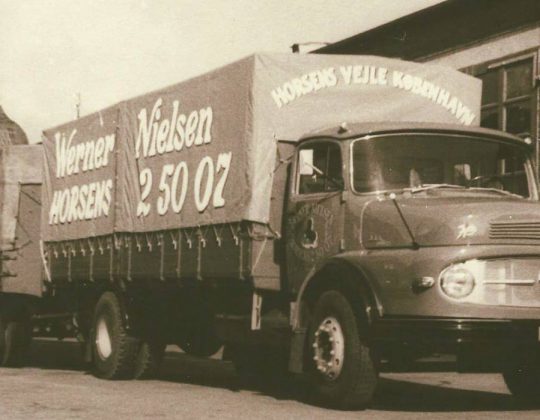 HORSENS VEJLE KØBENHAVN
Werner Nielsen
HORSENS 2 50 07